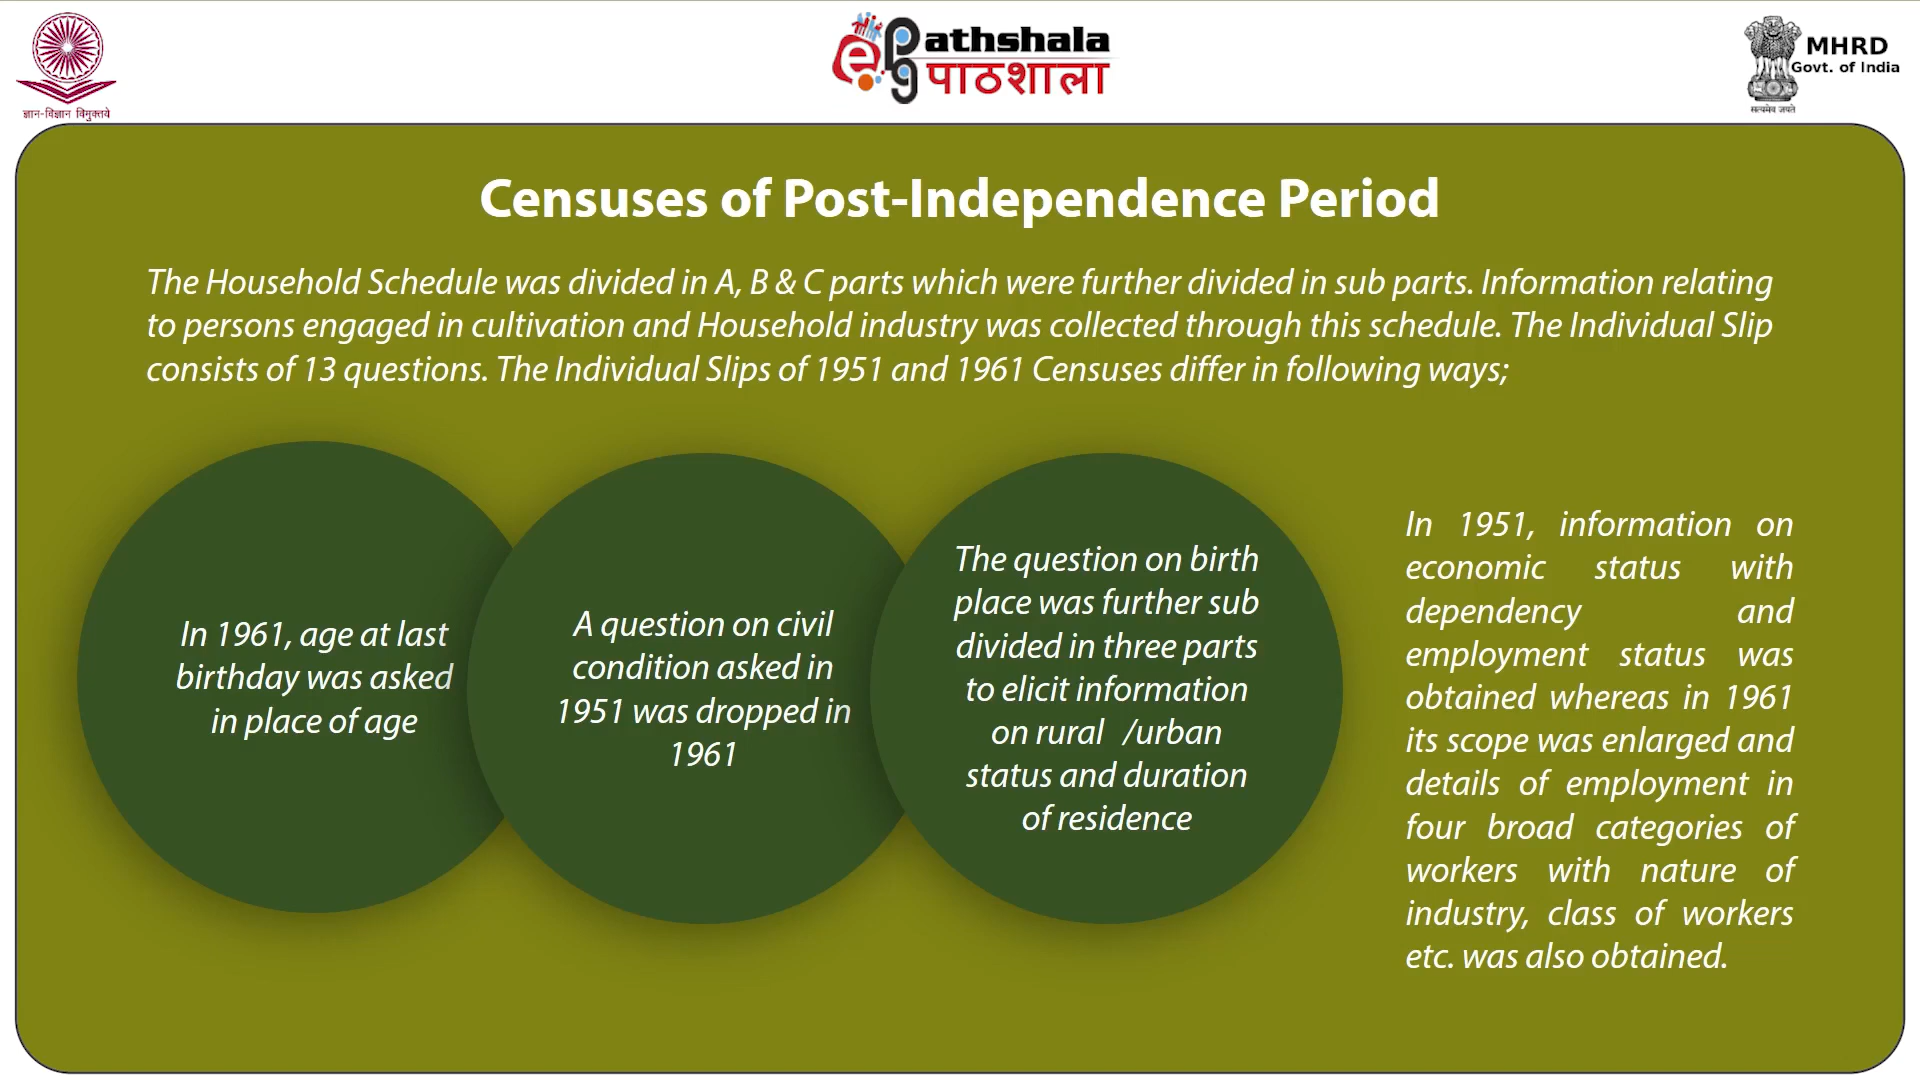 ज्ञान-विज्ञान विमुक्तये
e Pathshala
pg पाठशाला
MHRD
Govt. of India
सत्यमेव जयते
Censuses of Post-Independence Period
The Household Schedule was divided in A, B & C parts which were further divided in sub parts. Information relating
to persons engaged in cultivation and Household industry was collected through this schedule. The Individual Slip
consists of 13 questions. The Individual Slips of 1951 and 1961 Censuses differ in following ways;
In 1961, age at last
birthday was asked
in place of age
A question on civil
condition asked in
1951 was dropped in
1961
The question on birth
place was further sub
divided in three parts
to elicit information
on rural /urban
status and duration
of residence
In 1951, information on
economic status with
dependency and
employment status was
obtained whereas in 1961
its scope was enlarged and
details of employment in
four broad categories of
workers with nature of
industry, class of workers
etc. was also obtained.